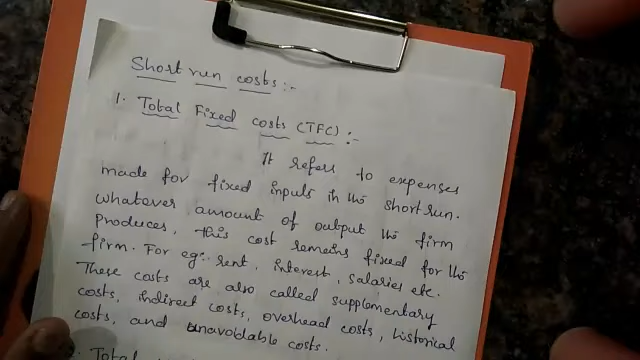 Short run costs:-
1. Total Fixed costs (TFC):-
It refers to expenses
made for fixed inputs in the short run.
whatever amount of output the firm
Produces, this cost remains fixed for the
firm. For eg: rent, interest, salaries etc.
These costs are also called supplementary
costs, indirect costs, overhead costs, historical
costs, and unavoidable costs.
Total